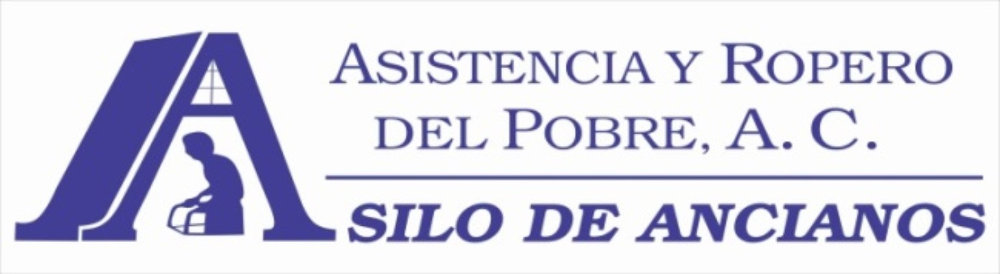 ASISTENCIA Y ROPERO
DEL POBRE, A. C.
ASILO DE ANCIANOS